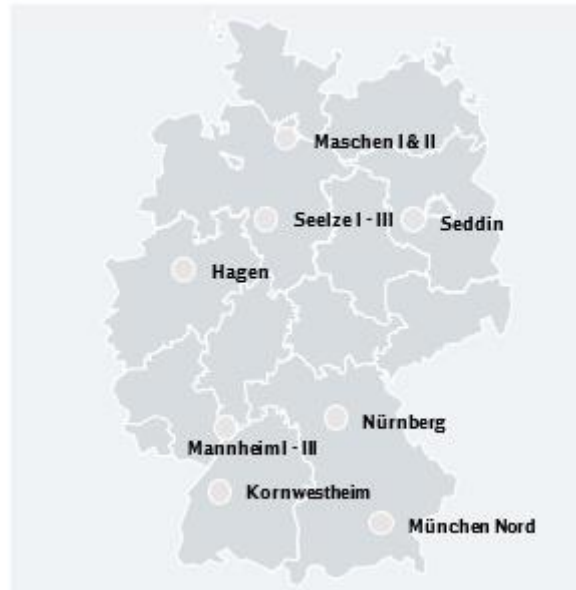 Maschen I & II
Seelze I - III
Seddin
Hagen
Nürnberg
Mannheim I - III
Kornwestheim
München Nord